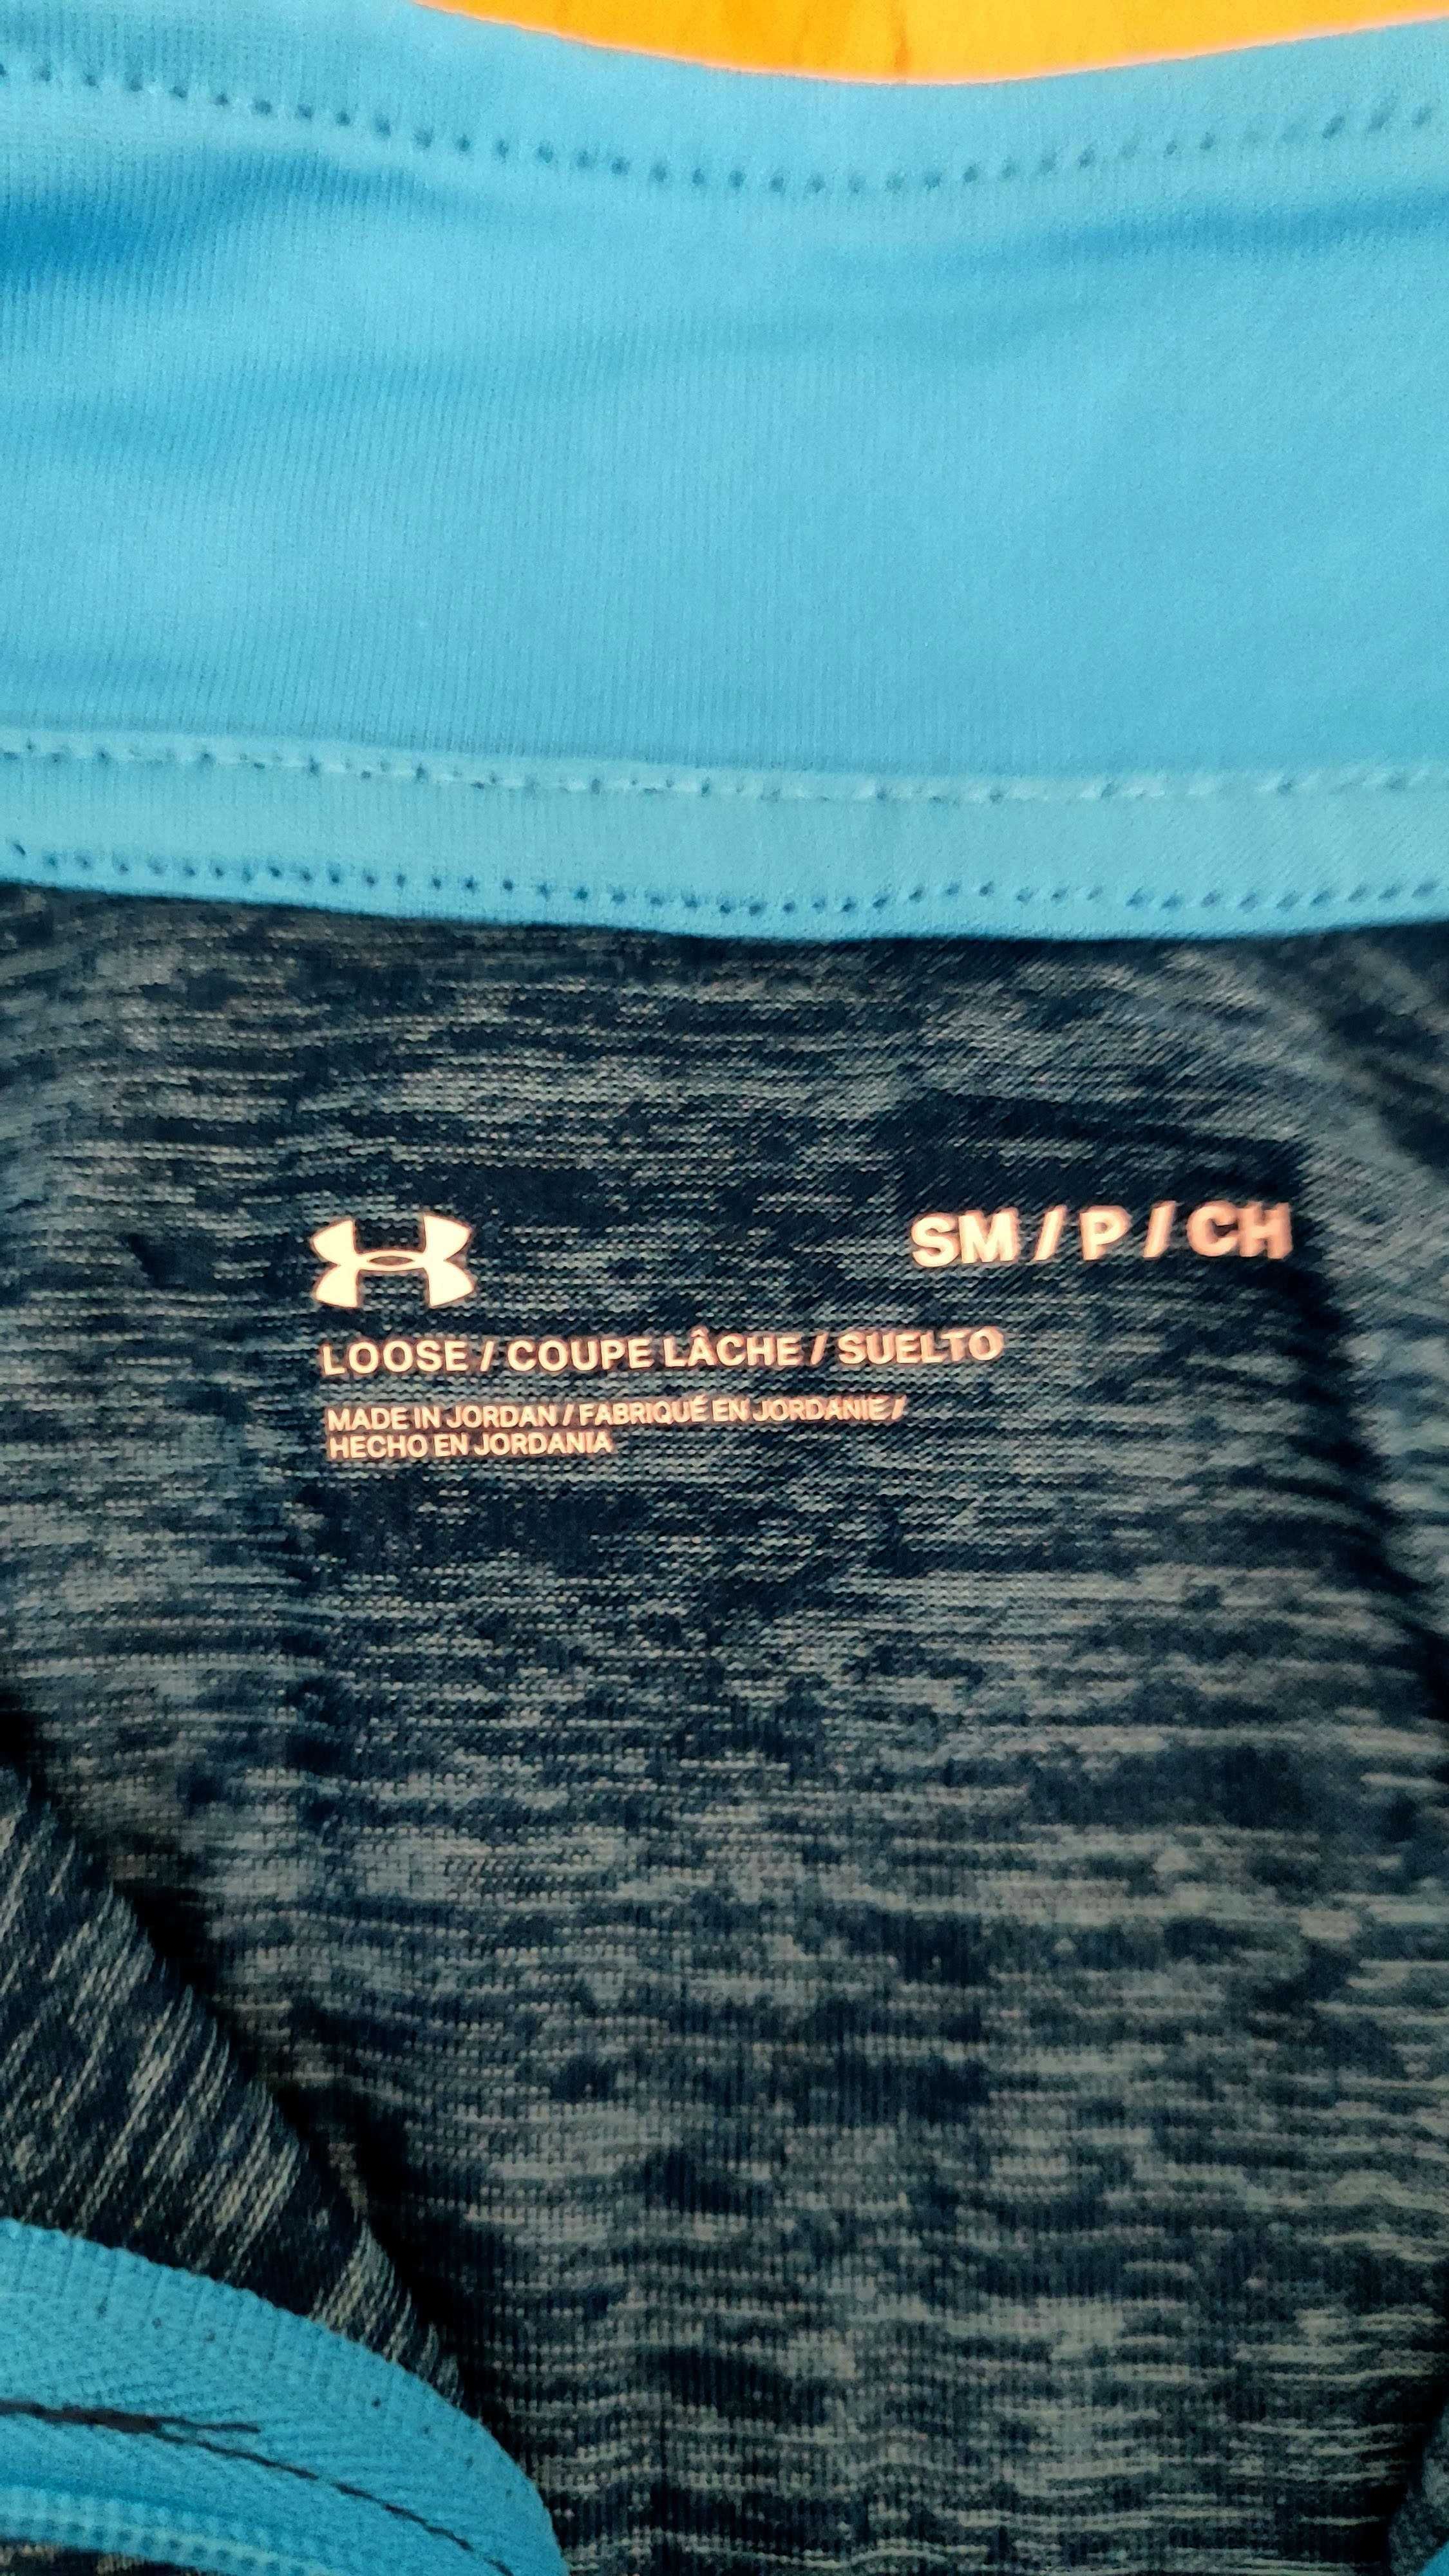 SM / P / CH
LOOSE / COUPE LÂCHE / SUELTO
MADE IN JORDAN / FABRIQUÉ EN JORDANIE /
HECHO EN JORDANIA